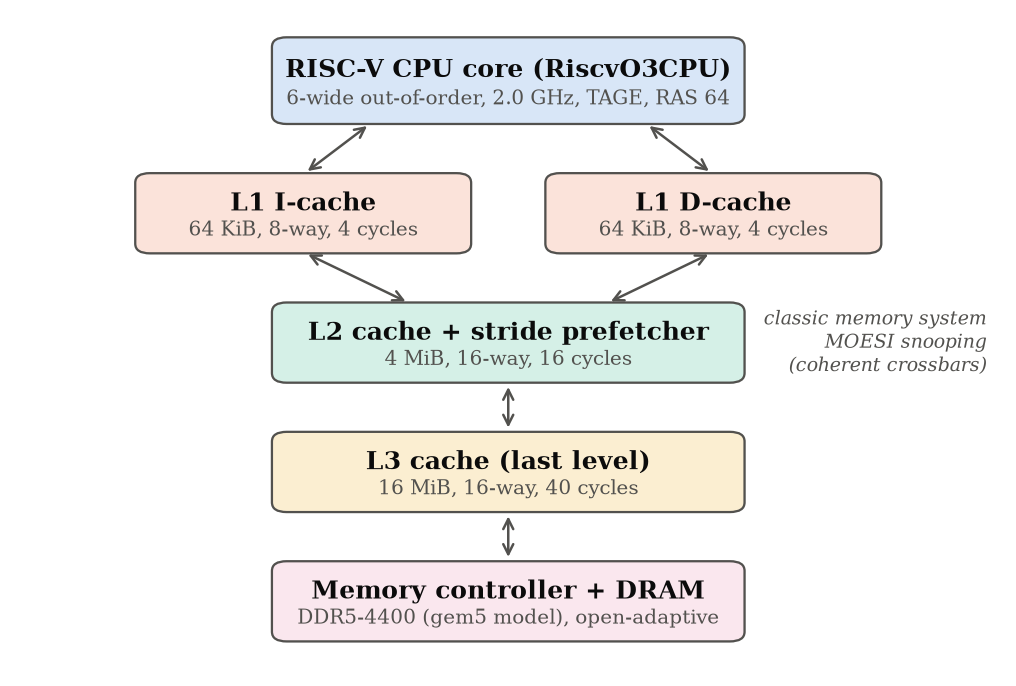 RISC-V CPU core (RiscvO3CPU)
6-wide out-of-order, 2.0 GHz, TAGE, RAS 64
L1 I-cache
64 KiB, 8-way, 4 cycles
L1 D-cache
64 KiB, 8-way, 4 cycles
L2 cache + stride prefetcher
4 MiB, 16-way, 16 cycles
classic memory system
MOESI snooping
(coherent crossbars)
L3 cache (last level)
16 MiB, 16-way, 40 cycles
Memory controller + DRAM
DDR5-4400 (gem5 model), open-adaptive